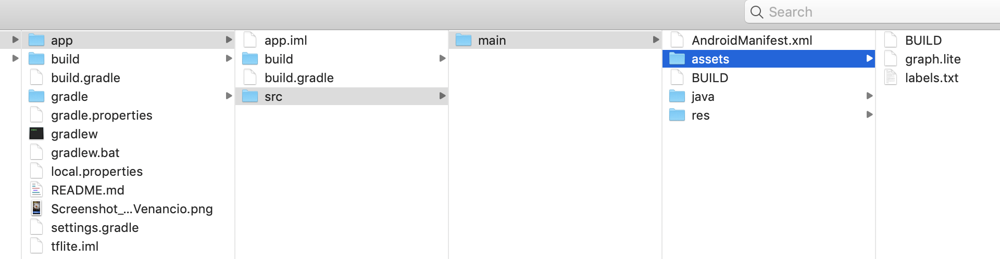 Search
app
build
build.gradle
gradle
gradle.properties
gradlew
gradlew.bat
local.properties
README.md
Screenshot_...Venancio.png
settings.gradle
tflite.iml
app.iml
build
build.gradle
src
main
AndroidManifest.xml
assets
BUILD
java
res
BUILD
graph.lite
labels.txt